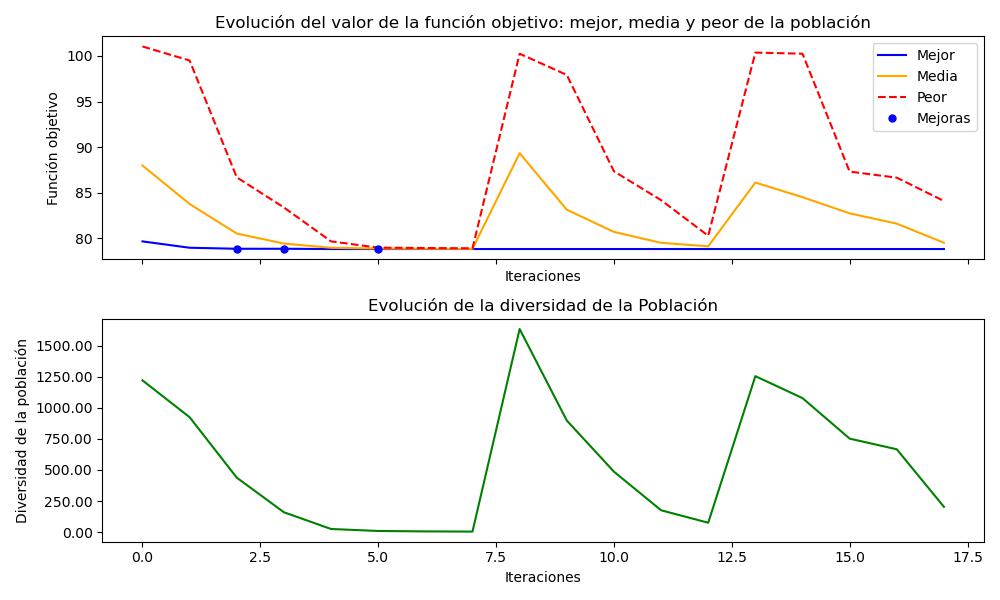 Evolución del valor de la función objetivo: mejor, media y peor de la población
Función objetivo
100
95
90
85
80
Mejor
Media
Peor
Mejoras
Iteraciones
Evolución de la diversidad de la Población
Diversidad de la población
1500.00
1250.00
1000.00
750.00
500.00
250.00
0.00
0.0 2.5 5.0 7.5 10.0 12.5 15.0 17.5
Iteraciones